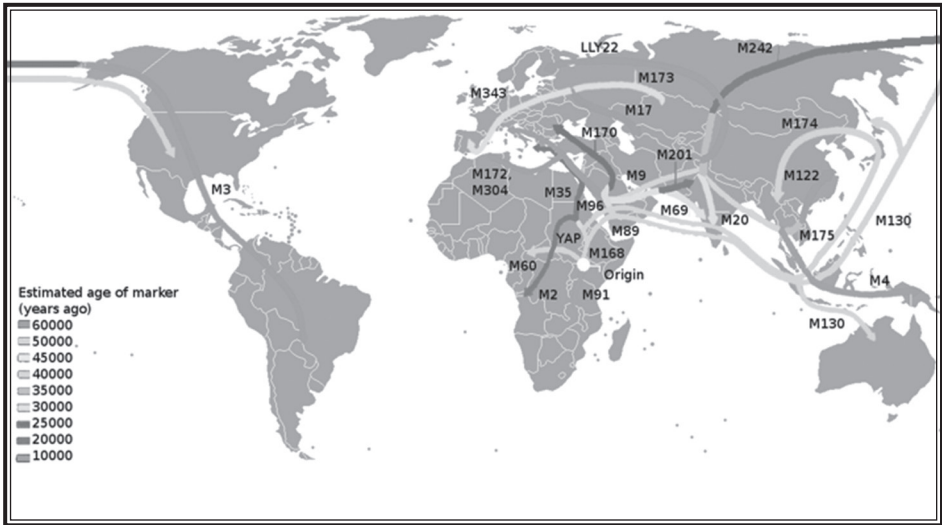 LLY22
M242
M173
M343
M17
M174
M170
M201
M172,
M304
M35
M9
M122
M96
M69
M20
M130
YAP
M89
M175
M168
M60
Origin
M2
M91
M4
M3
M130
Estimated age of marker
(years ago)
60000
50000
45000
40000
35000
30000
25000
20000
10000